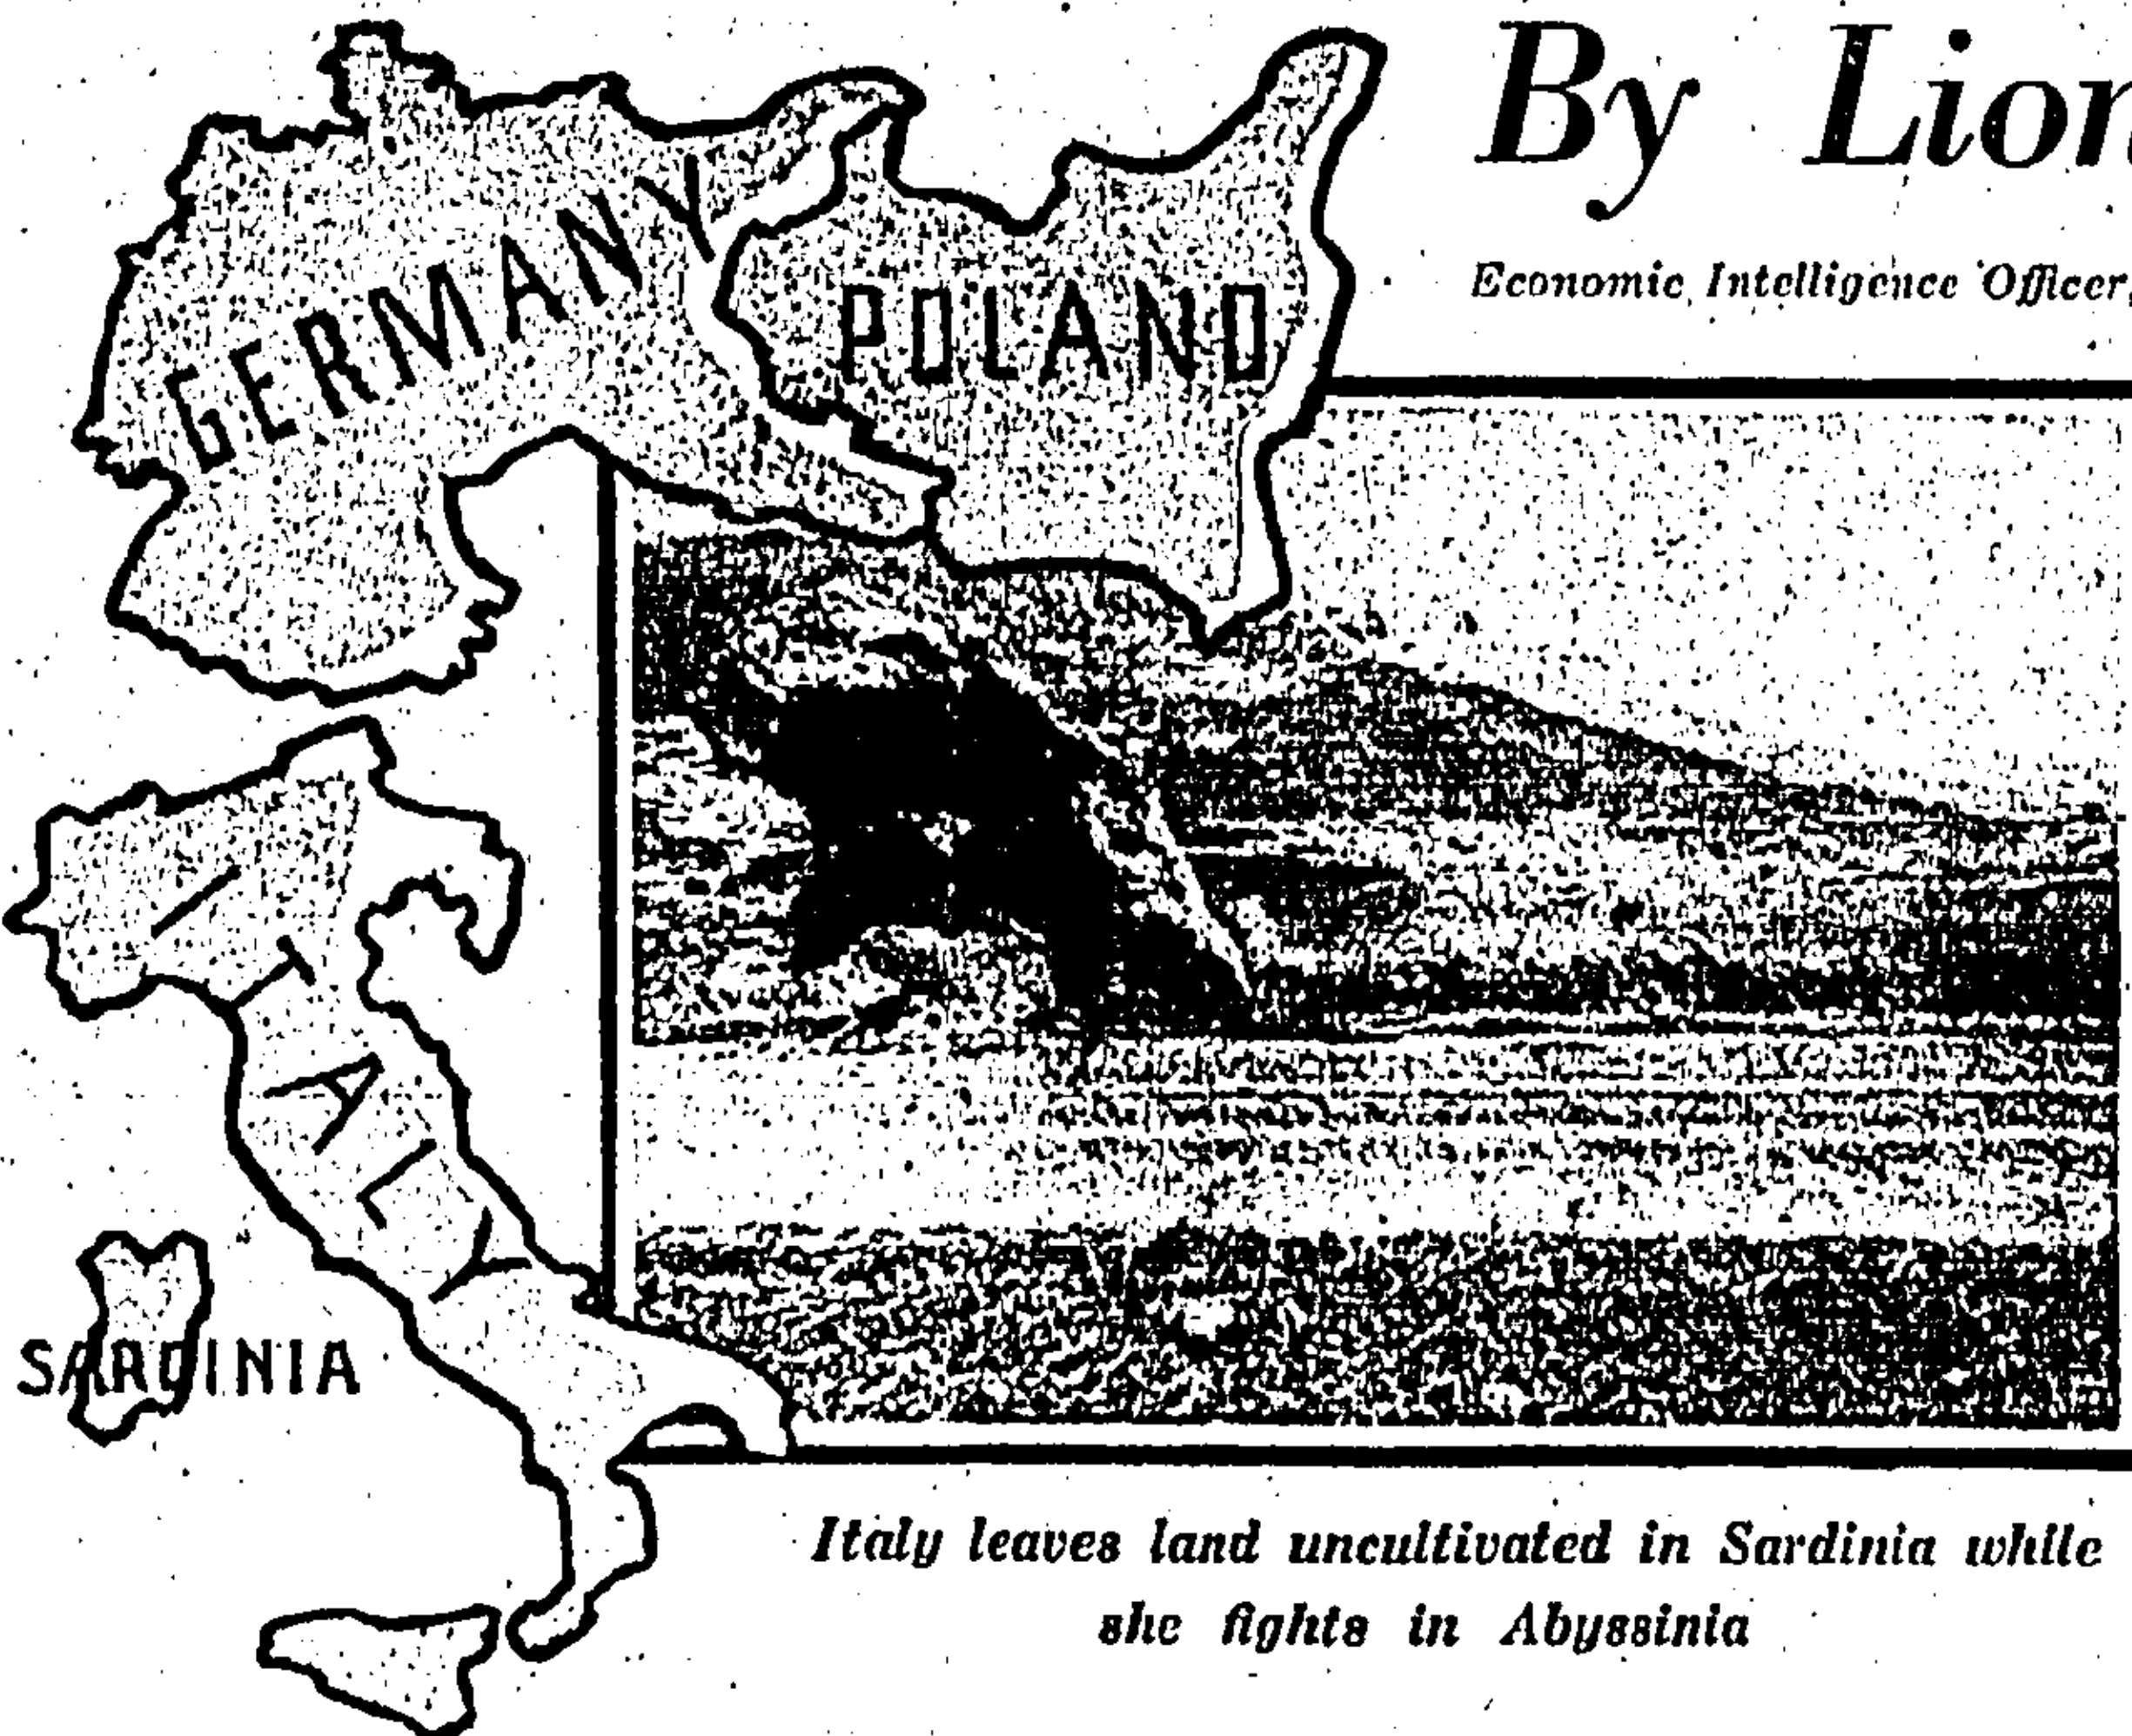 By Lion
Economic Intelligence Officer,
GERMANY
POLAND
ITALY
SARDINIA
Italy leaves land uncultivated in Sardinia while
she fights in Abyssinia